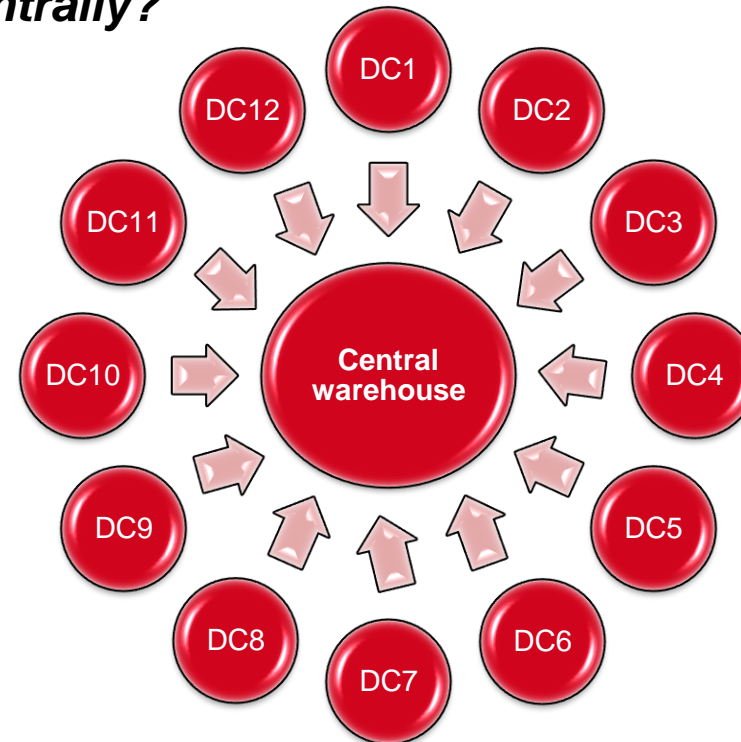 ntrally?
DC1
DC12
DC2
DC11
DC3
Central
warehouse
DC10
DC4
DC9
DC5
DC8
DC6
DC7